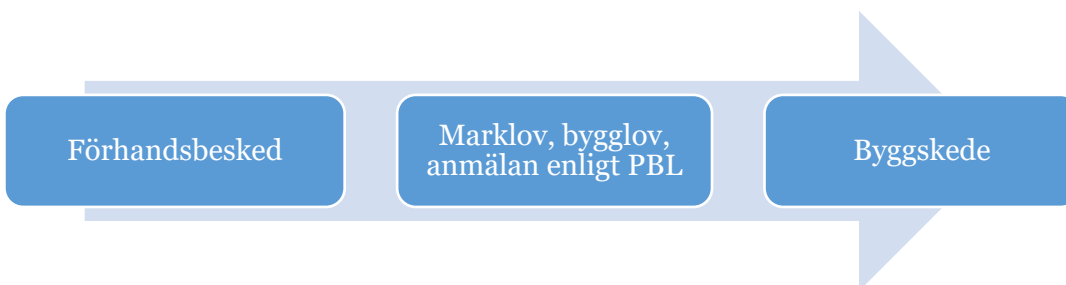 Förhandsbesked
Marklov, bygglov,
anmälan enligt PBL
Byggskede